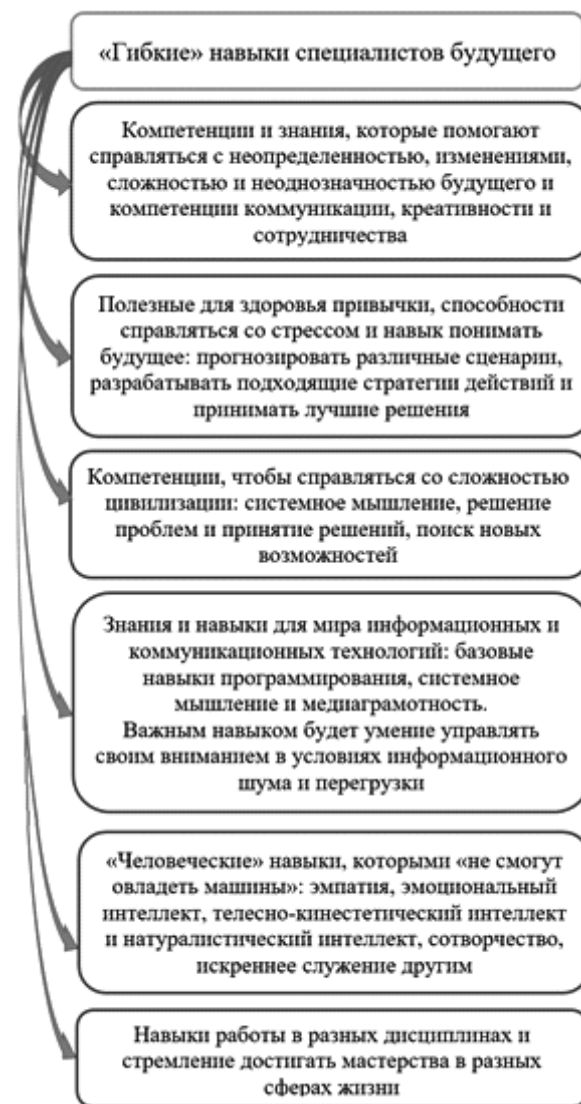 «Гибкие» навыки специалистов будущего
Компетенции и знания, которые помогают
справляться с неопределенностью, изменениями,
сложностью и неоднозначностью будущего и
компетенции коммуникации, креативности и
сотрудничества
Полезные для здоровья привычки, способности
справляться со стрессом и навык понимать
будущее: прогнозировать различные сценарии,
разрабатывать подходящие стратегии действий и
принимать лучшие решения
Компетенции, чтобы справляться со сложностью
цивилизации: системное мышление, решение
проблем и принятие решений, поиск новых
возможностей
Знания и навыки для мира информационных и
коммуникационных технологий: базовые
навыки программирования, системное
мышление и медиаграмотность.
Важным навыком будет умение управлять
своим вниманием в условиях информационного
шума и перегрузки
«Человеческие» навыки, которыми «не смогут
овладеть машины»: эмпатия, эмоциональный
интеллект, телесно-кинестетический интеллект
и натуралистический интеллект, сотворчество,
искреннее служение другим
Навыки работы в разных дисциплинах и
стремление достигать мастерства в разных
сферах жизни